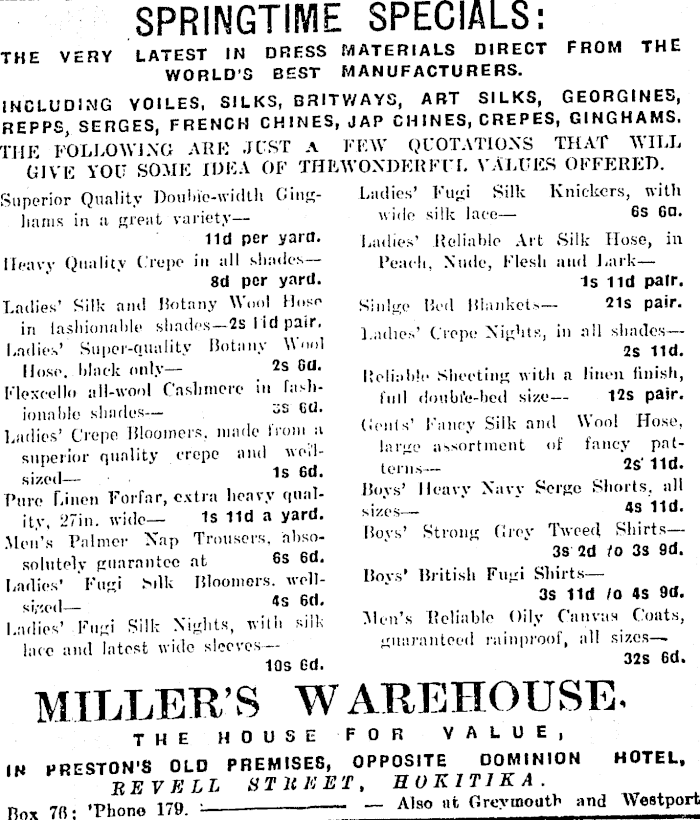 SPRINGTIME SPECIALS:
THE VERY LATEST IN DRESS MATERIALS DIRECT FROM THE
WORLD'S BEST MANUFACTURERS.
INCLUDING VOILES, SILKS, BRITWAYS, ART SILKS, GEORGINES,
REPPS, SERGES, FRENCH CHINES, JAP CHINES, CREPES, GINGHAMS.
THE FOLLOWING ARE JUST A FEW QUOTATIONS THAT WILL
GIVE YOU SOME IDEA OF THEWONDERFUL VALUES OFFERED.
Superior Quality Double-width Ging-
hams in a great variety—
11d per yard.
Heavy Quality Crepe in all shades—
8d per yard.
Ladies' Silk and Botany Wool Hose
in fashionable shades—2s 11d pair.
Ladies' Super-quality Botany Wool
Hose, black only— 2s 6d.
Flexcello all-wool Cashmere in fash-
ionable shades— 3s 6d.
Ladies' Crepe Bloomers, made from a
superior quality crepe and well-
sized— 1s 6d.
Pure Linen Forfar, extra heavy qual-
ity, 27in. wide— 1s 11d a yard.
Men's Palmer Nap Trousers, abso-
solutely guarantee at 6s 6d.
Ladies' Fugi Silk Bloomers, well-
sized— 4s 6d.
Ladies' Fugi Silk Nights, with silk
lace and latest wide sleeves—
10s 6d.
Ladies' Fugi Silk Knickers, with
wide silk lace— 6s 6d.
Ladies' Reliable Art Silk Hose, in
Peach, Nude, Flesh and Lark—
1s 11d pair.
Sinlge Bed Blankets— 21s pair.
Ladies' Crepe Nights, in all shades—
2s 11d.
Reliable Sheeting with a linen finish,
full double-bed size— 12s pair.
Gents' Fancy Silk and Wool Hose,
large assortment of fancy pat-
terns— 2s 11d.
Boys' Heavy Navy Serge Shorts, all
sizes— 4s 11d.
Boys' Strong Grey Tweed Shirts—
3s 2d to 3s 9d.
Boys' British Fugi Shirts—
3s 11d to 4s 9d.
Men's Reliable Oily Canvas Coats,
guaranteed rainproof, all sizes—
32s 6d.
MILLER'S WAREHOUSE,
THE HOUSE FOR VALUE,
IN PRESTON'S OLD PREMISES, OPPOSITE DOMINION HOTEL,
REVELL STREET, HOKITIKA.
Box 76; 'Phone 179. — Also at Greymouth and Westport